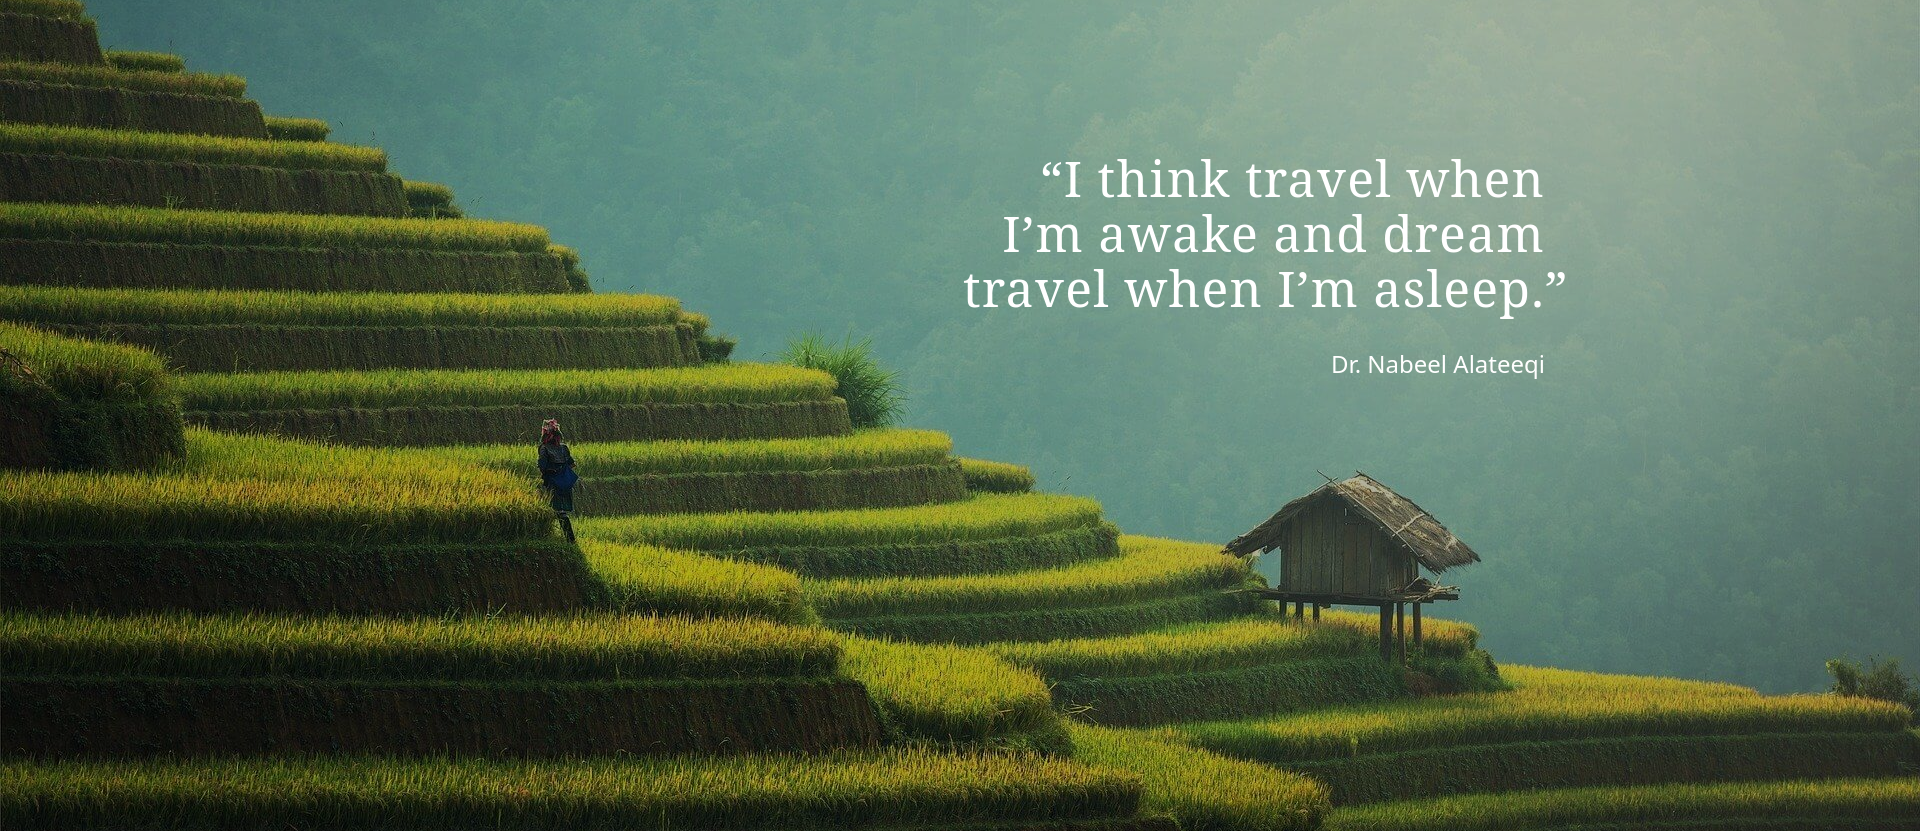 “I think travel when
I’m awake and dream
travel when I’m asleep.”
Dr. Nabeel Alateeqi